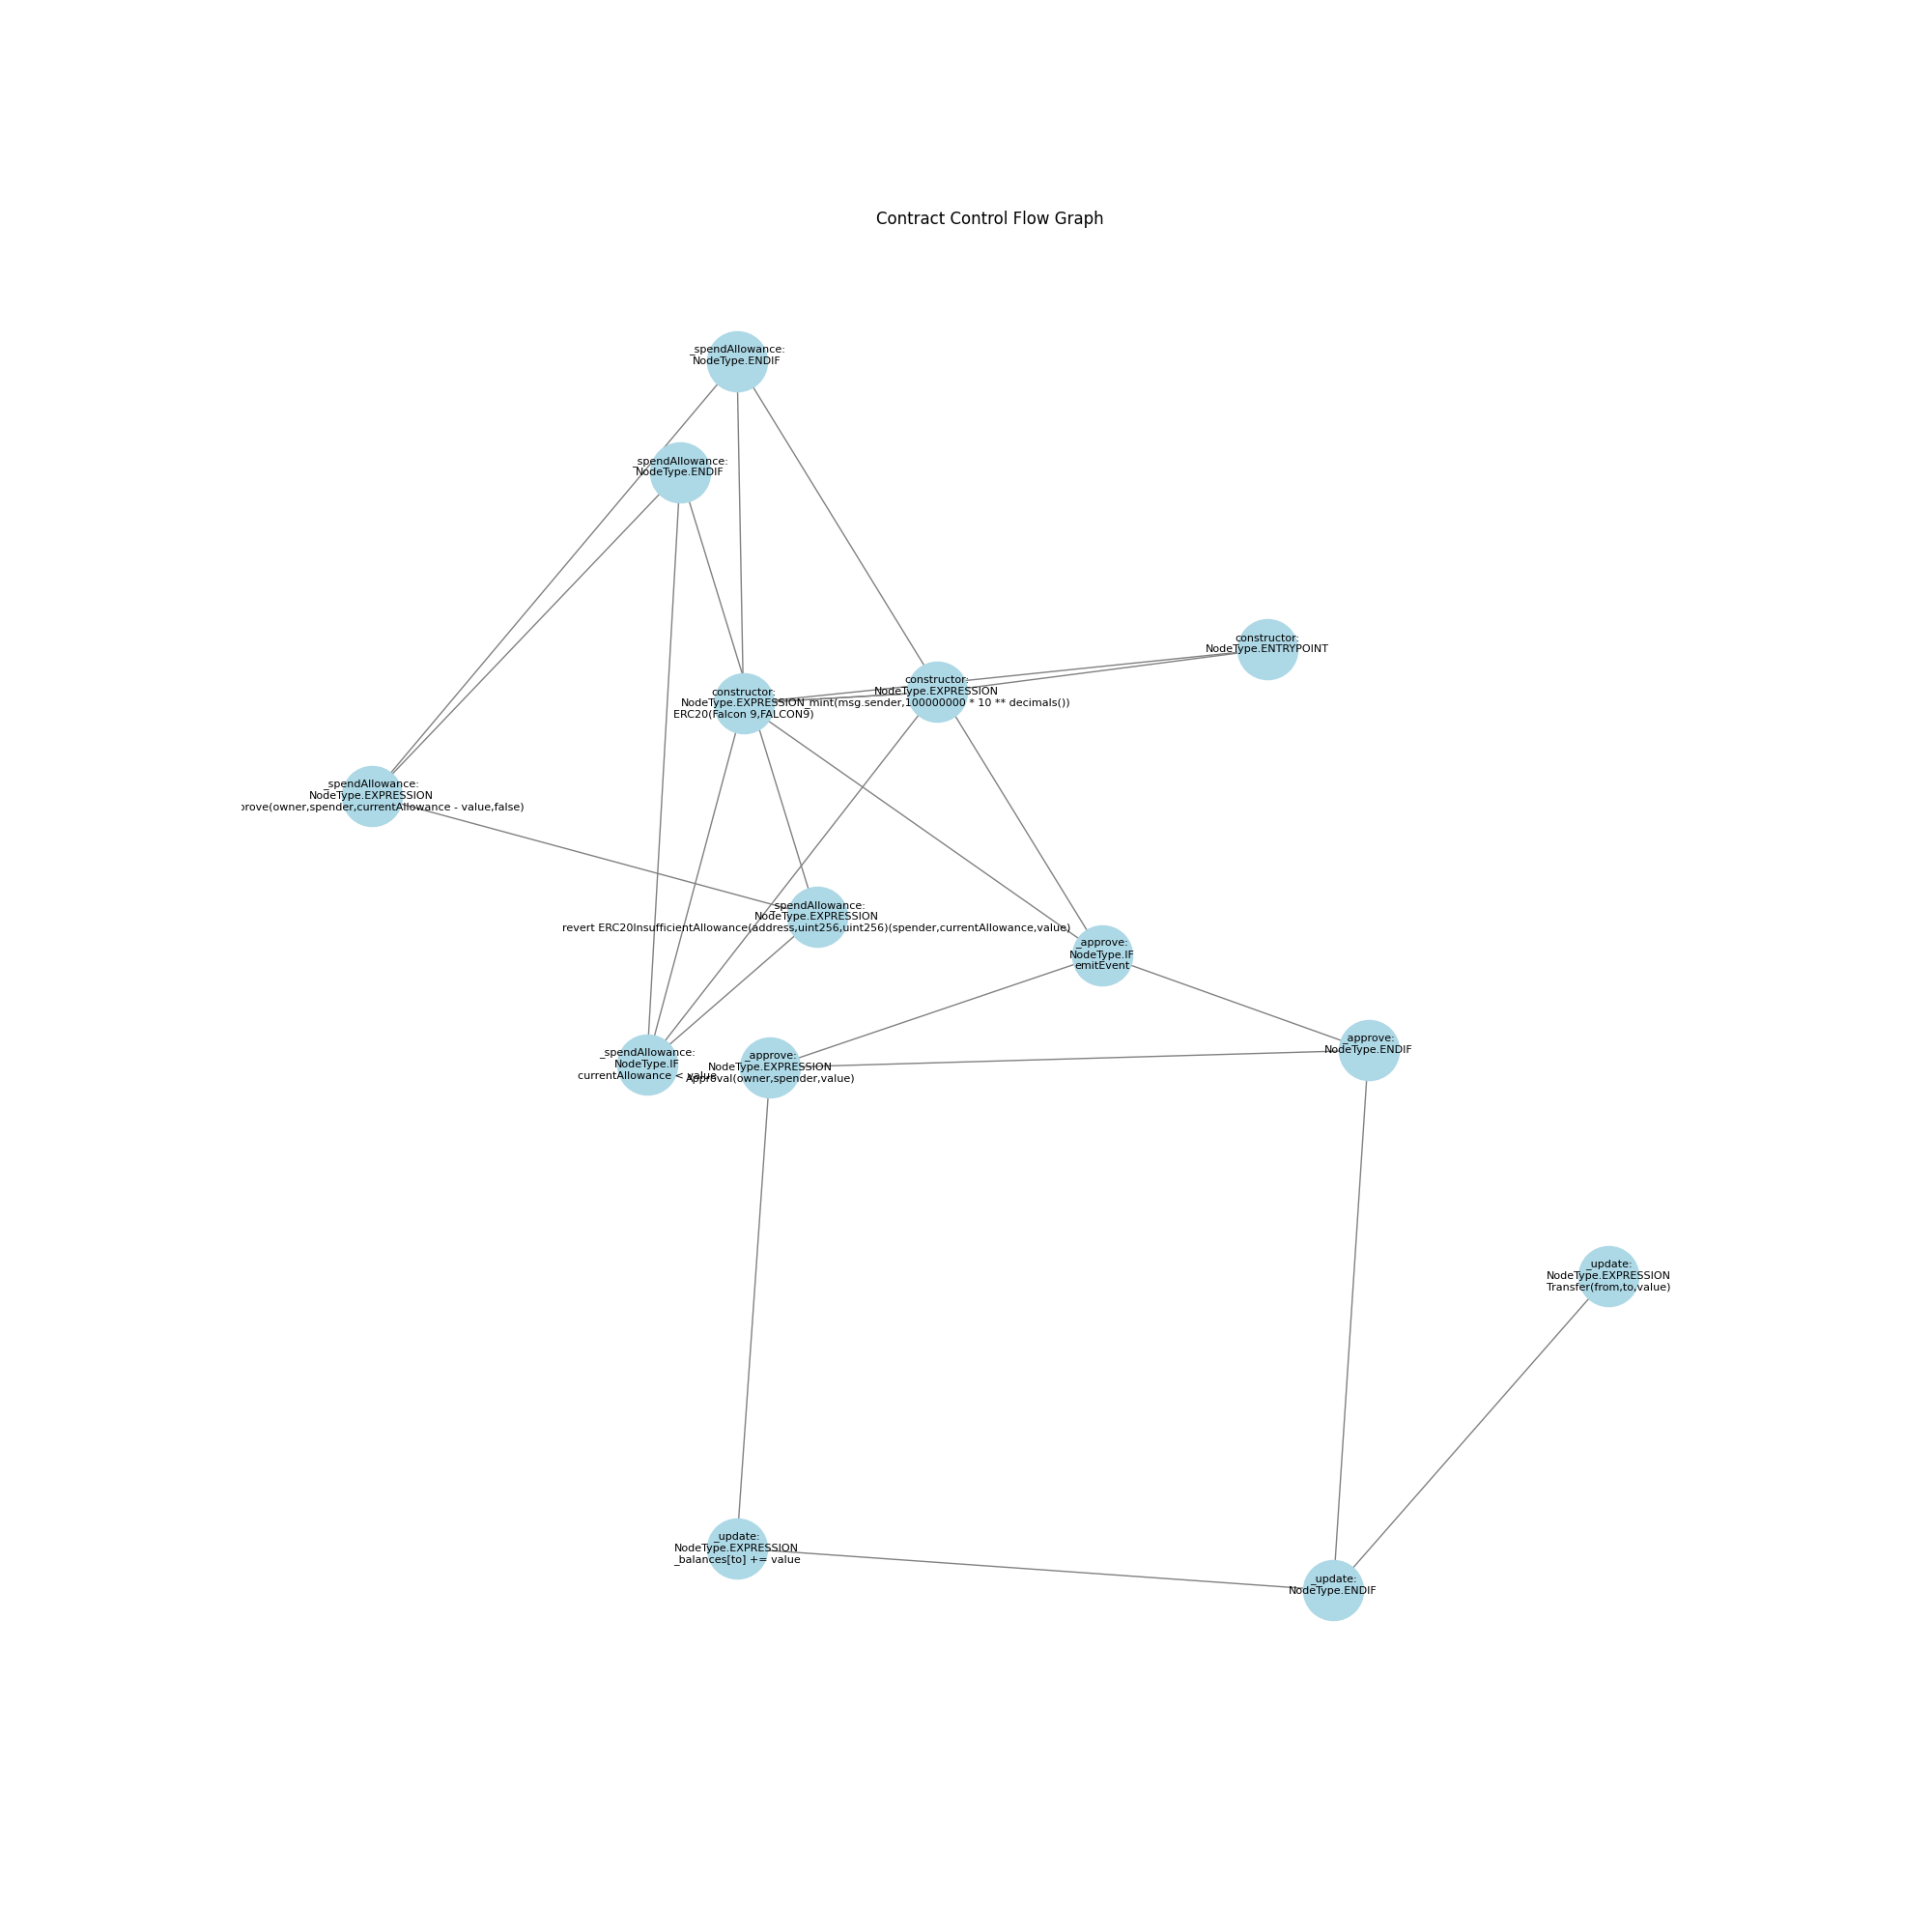 Contract Control Flow Graph
_spendAllowance:
NodeType.ENDIF
_spendAllowance:
NodeType.ENDIF
constructor:
NodeType.ENTRYPOINT
constructor:
NodeType.EXPRESSION
_mint(msg.sender,100000000 * 10 ** decimals())
constructor:
NodeType.EXPRESSION
ERC20(Falcon 9,FALCON9)
_spendAllowance:
NodeType.EXPRESSION
prove(owner,spender,currentAllowance - value,false)
_spendAllowance:
NodeType.EXPRESSION
revert ERC20InsufficientAllowance(address,uint256,uint256)(spender,currentAllowance,value)
_approve:
NodeType.IF
emitEvent
_approve:
NodeType.ENDIF
_spendAllowance:
NodeType.IF
currentAllowance < value
_approve:
NodeType.EXPRESSION
Approval(owner,spender,value)
_update:
NodeType.EXPRESSION
Transfer(from,to,value)
_update:
NodeType.EXPRESSION
_balances[to] += value
_update:
NodeType.ENDIF